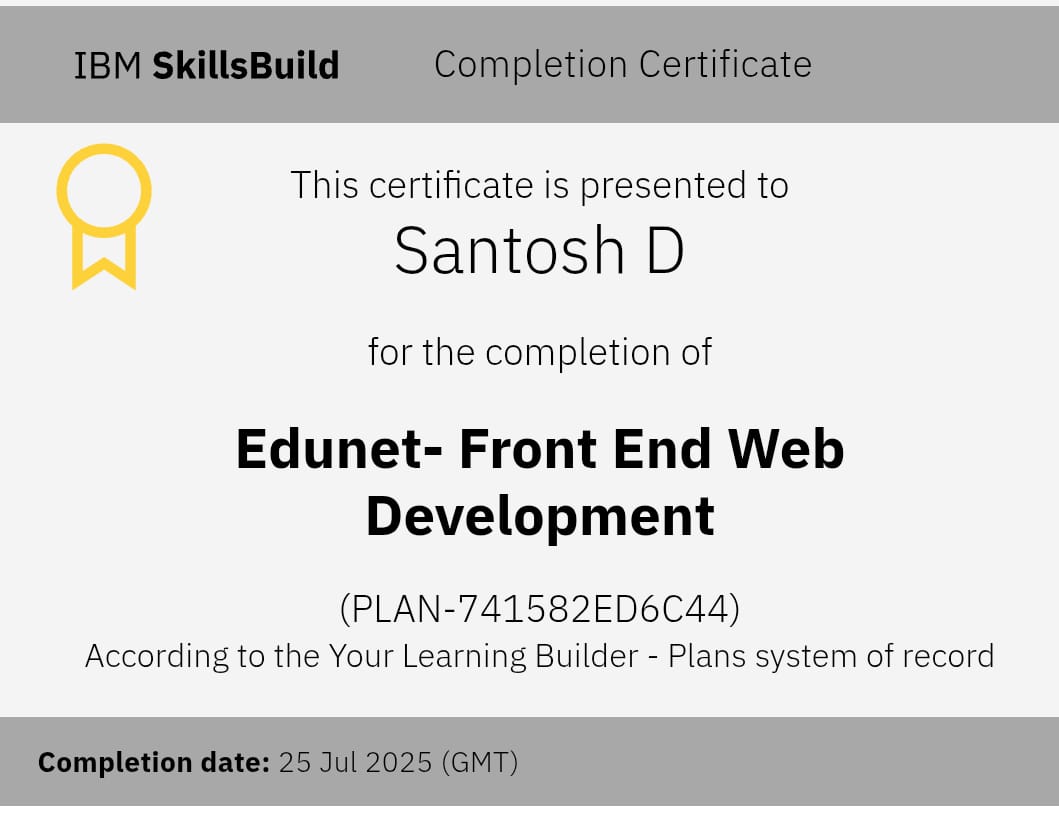 IBM SkillsBuild Completion Certificate
This certificate is presented to
Santosh D
for the completion of
Edunet- Front End Web
Development
(PLAN-741582ED6C44)
According to the Your Learning Builder - Plans system of record
Completion date: 25 Jul 2025 (GMT)